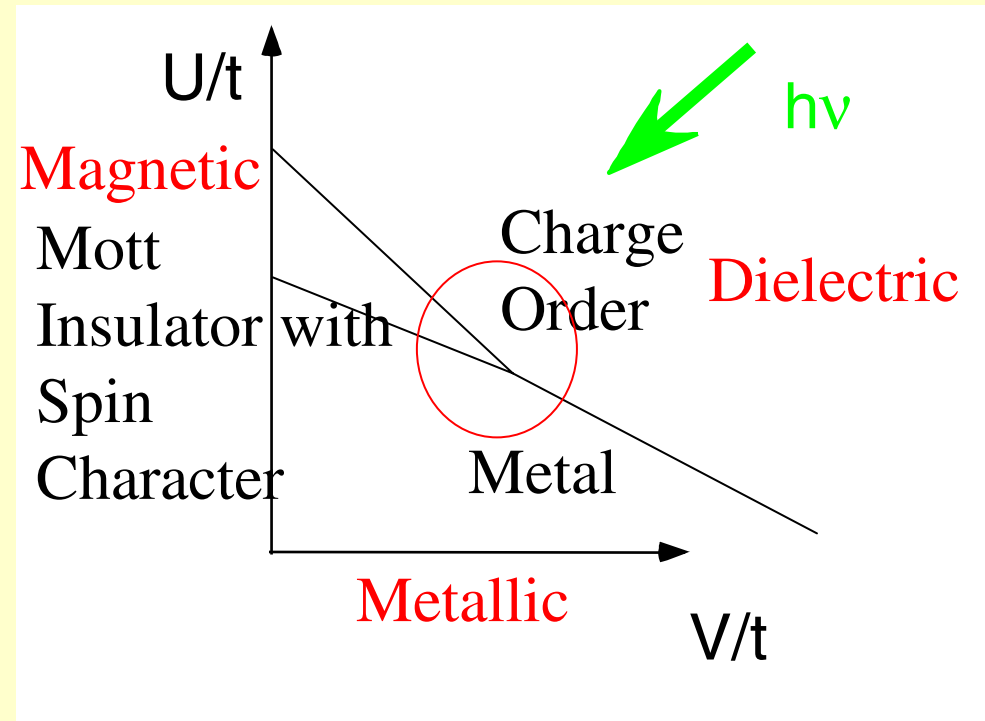 U/t
hν
Magnetic
Mott
Insulator with
Spin
Character
Charge
Order
Dielectric
Metal
Metallic
V/t